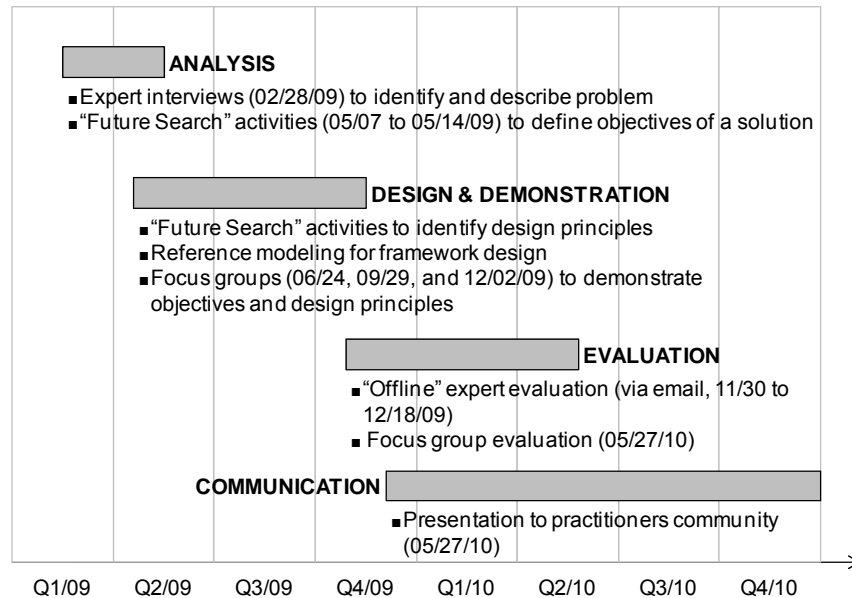 ANALYSIS
■Expert interviews (02/28/09) to identify and describe problem
■“Future Search” activities (05/07 to 05/14/09) to define objectives of a solution
DESIGN & DEMONSTRATION
■“Future Search” activities to identify design principles
■Reference modeling for framework design
■Focus groups (06/24, 09/29, and 12/02/09) to demonstrate
objectives and design principles
EVALUATION
■“Offline” expert evaluation (via email, 11/30 to
12/18/09)
■ Focus group evaluation (05/27/10)
COMMUNICATION
■Presentation to practitioners community
(05/27/10)
Q1/09 Q2/09 Q3/09 Q4/09 Q1/10 Q2/10 Q3/10 Q4/10